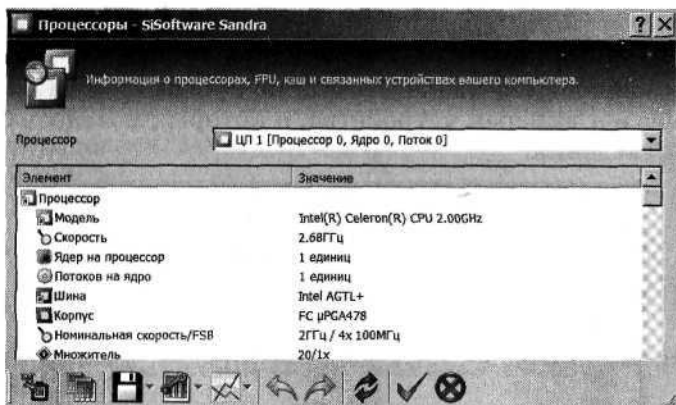 Процессоры - SiSoftware Sandra
Информация о процессорах, FPU, кэш и связанных устройствах вашего компьютера.
Процессор ЦП 1 [Процессор 0, Ядро 0, Поток 0]
Элемент Значение
Процессор
Модель Intel(R) Celeron(R) CPU 2.00GHz
Скорость 2.68ГГц
Ядер на процессор 1 единиц
Потоков на ядро 1 единиц
Шина Intel AGTL+
Корпус FC µPGA478
Номинальная скорость/FSB 2ГГц / 4x 100МГц
Множитель 20/1x